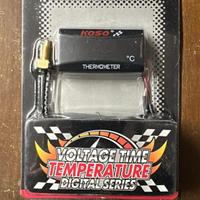 KOSO
°C
THERMOMETER
VOLTAGE TIME
TEMPERATURE
DIGITAL SERIES